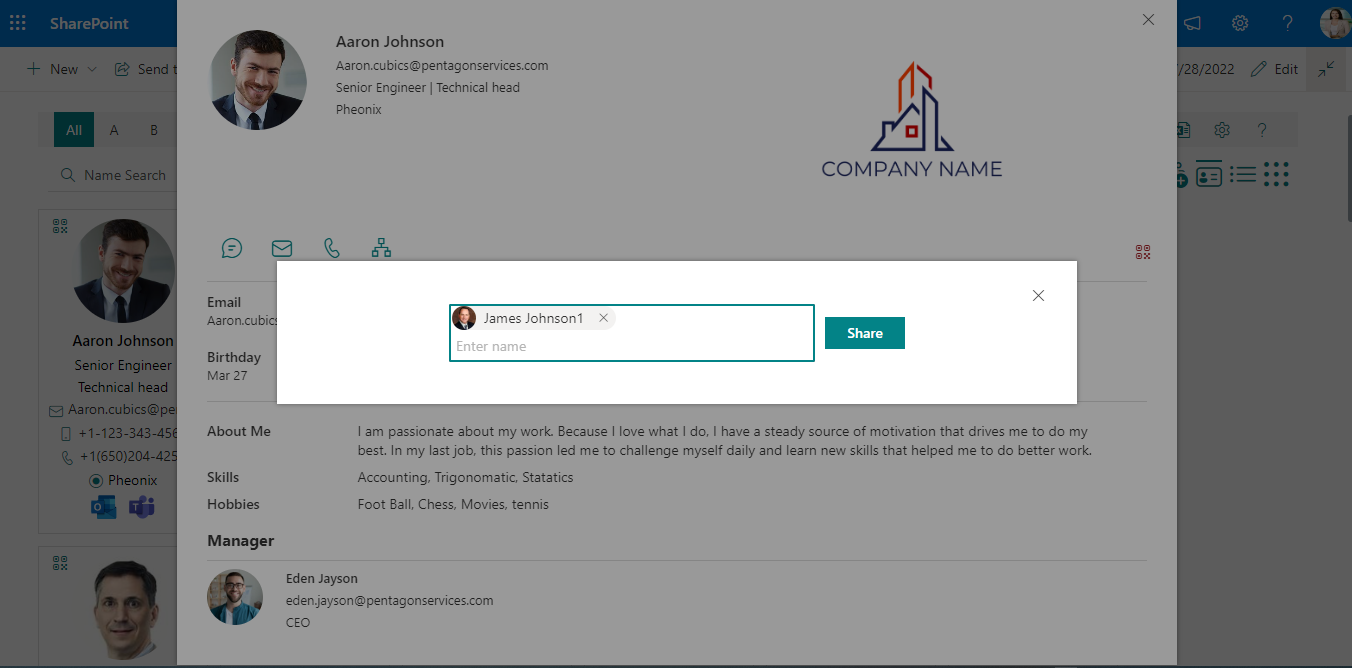 SharePoint
New
Send t
/28/2022
Edit
All
A
B
Name Search
Aaron Johnson
Senior Engineer
Technical head
Aaron.cubics@pe
+1-123-343-456
+1(650)204-425
Pheonix
Aaron Johnson
Aaron.cubics@pentagonservices.com
Senior Engineer | Technical head
Pheonix
COMPANY NAME
Email
Aaron.cubics
Birthday
Mar 27
James Johnson1
Enter name
Share
About Me
I am passionate about my work. Because I love what I do, I have a steady source of motivation that drives me to do my
best. In my last job, this passion led me to challenge myself daily and learn new skills that helped me to do better work.
Skills
Accounting, Trigonomatic, Statatics
Hobbies
Foot Ball, Chess, Movies, tennis
Manager
Eden Jayson
eden.jayson@pentagonservices.com
CEO